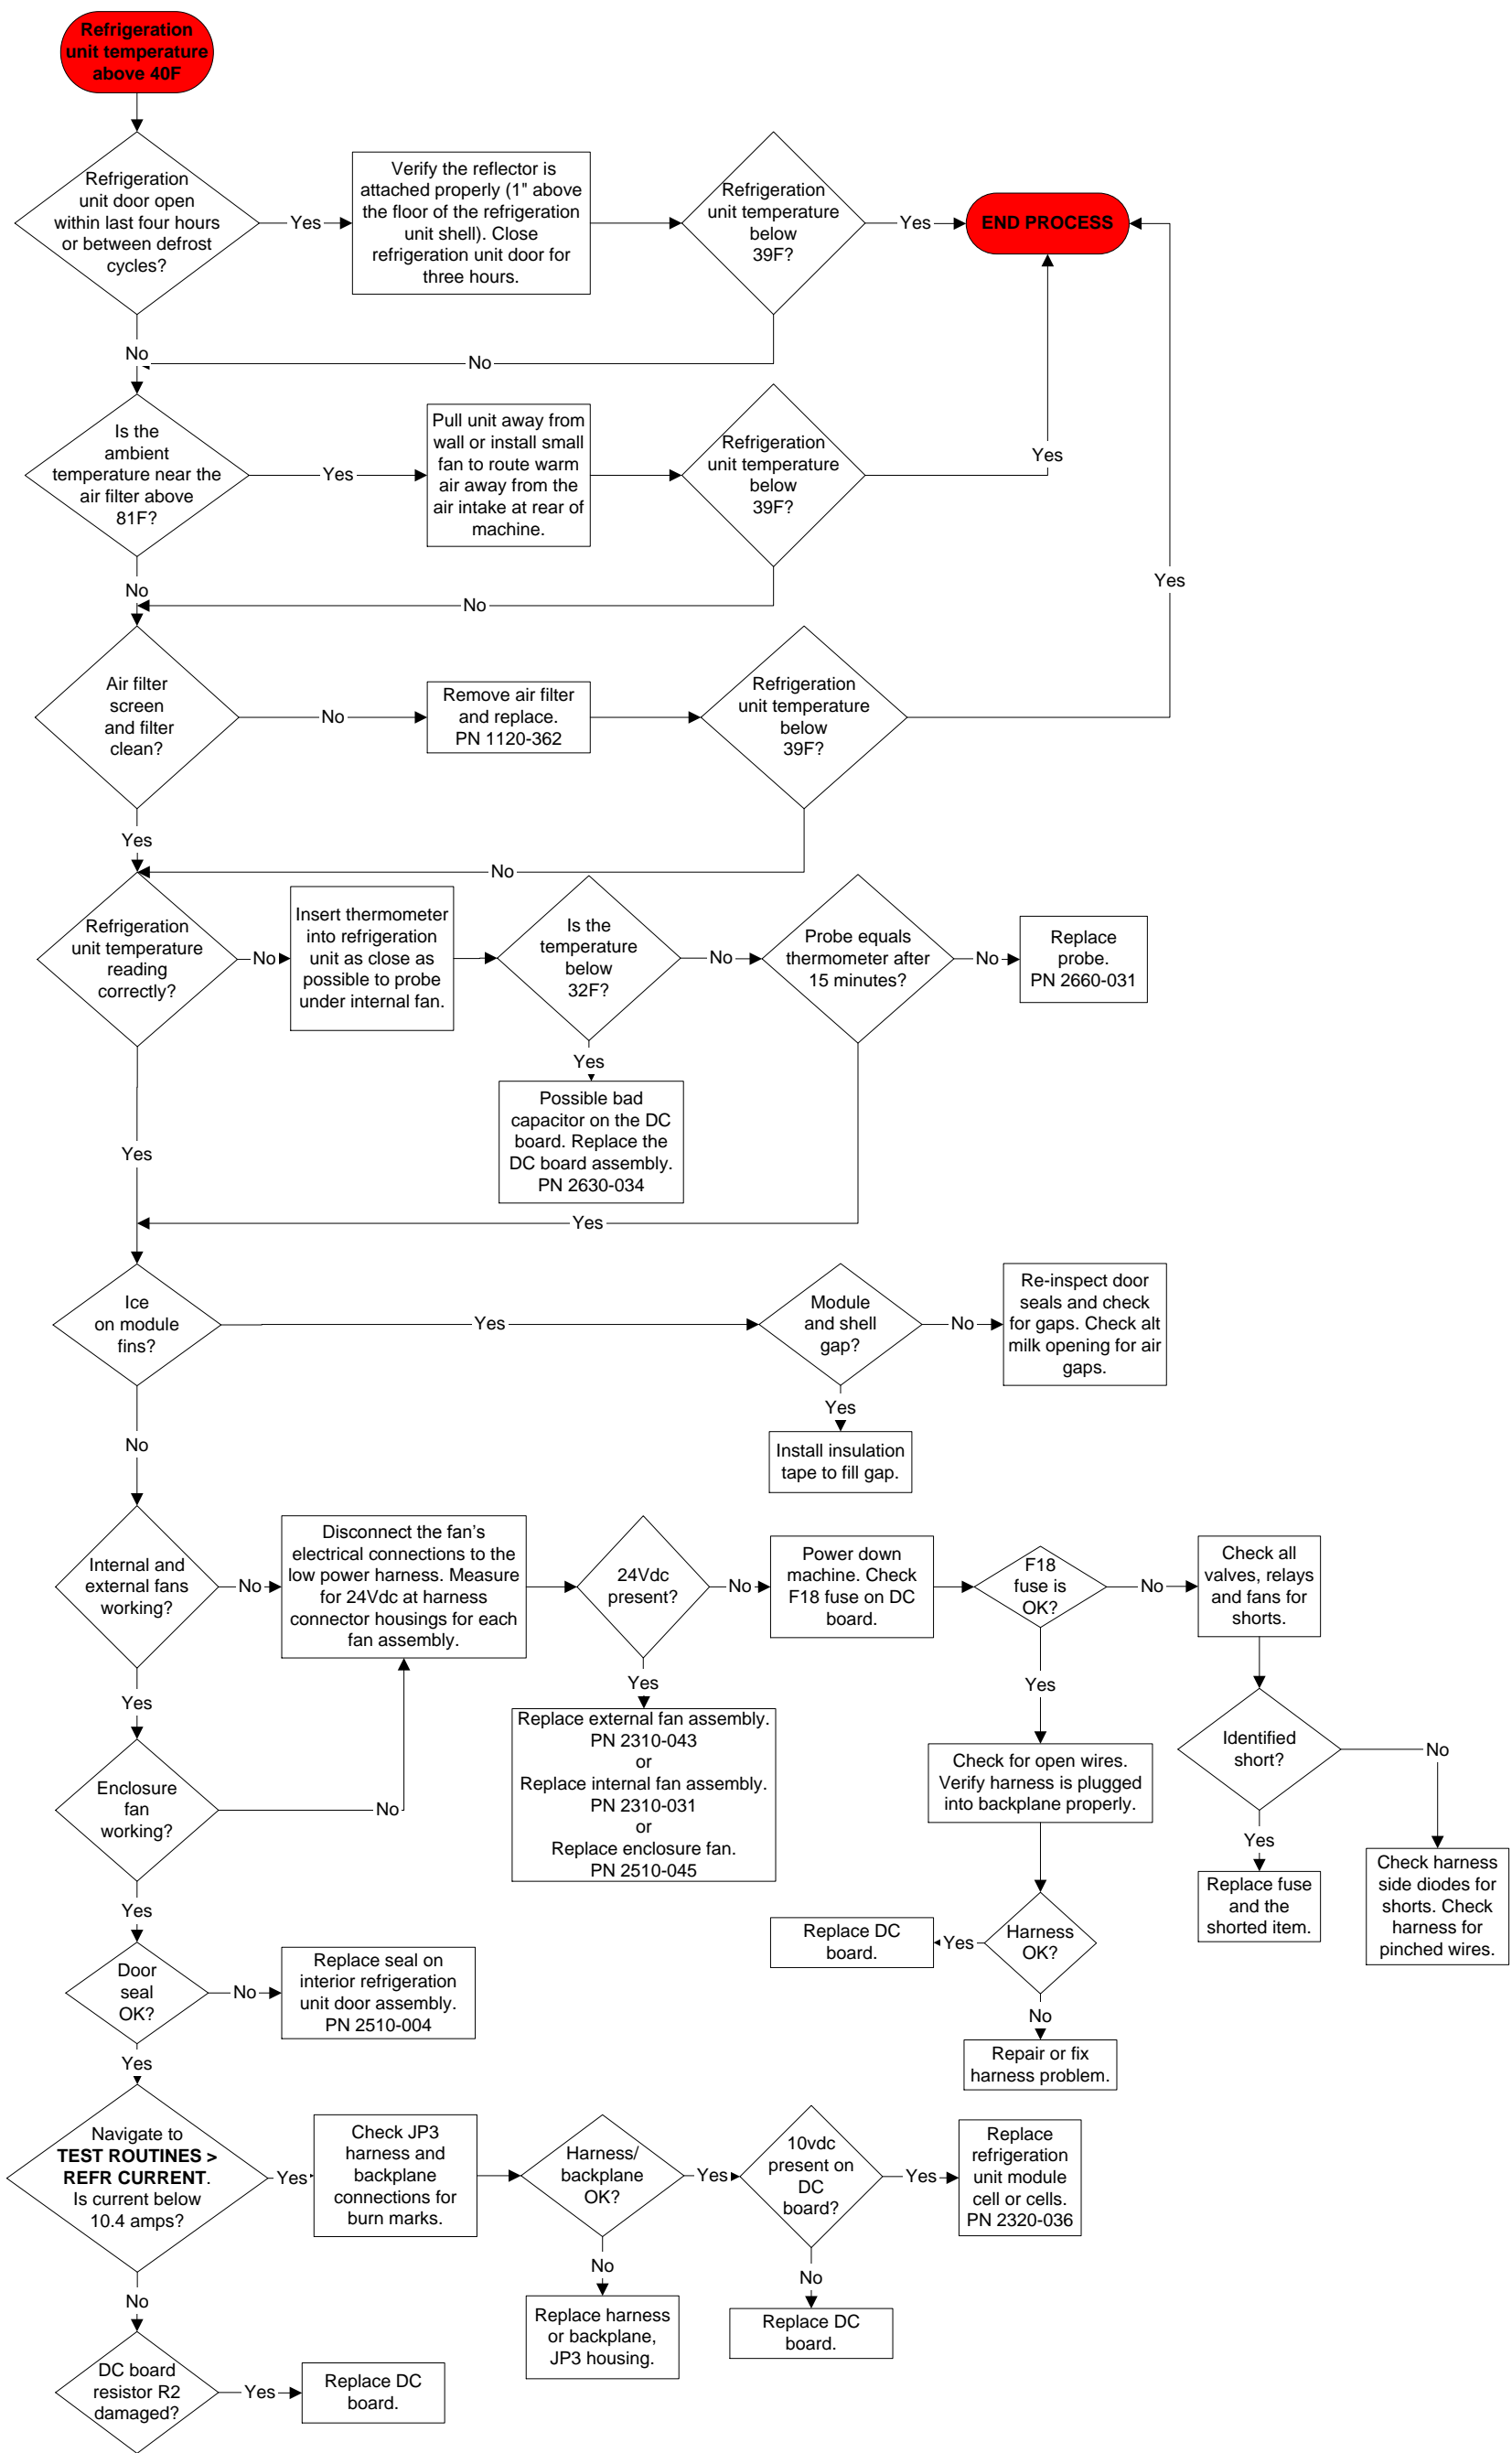 Refrigeration
unit temperature
above 40F
Refrigeration
unit door open
within last four hours
or between defrost
cycles?
Yes
Verify the reflector is
attached properly (1" above
the floor of the refrigeration
unit shell). Close
refrigeration unit door for
three hours.
Refrigeration
unit temperature
below
39F?
Yes
END PROCESS
No
No
Is the
ambient
temperature near the
air filter above
81F?
Yes
Pull unit away from
wall or install small
fan to route warm
air away from the
air intake at rear of
machine.
Refrigeration
unit temperature
below
39F?
Yes
No
No
Yes
Air filter
screen
and filter
clean?
No
Remove air filter
and replace.
PN 1120-362
Refrigeration
unit temperature
below
39F?
Yes
No
Refrigeration
unit temperature
reading
correctly?
No
Insert thermometer
into refrigeration
unit as close as
possible to probe
under internal fan.
Is the
temperature
below
32F?
No
Probe equals
thermometer after
15 minutes?
No
Replace
probe.
PN 2660-031
Yes
Possible bad
capacitor on the DC
board. Replace the
DC board assembly.
PN 2630-034
Yes
Yes
Ice
on module
fins?
Yes
Module
and shell
gap?
No
Re-inspect door
seals and check
for gaps. Check alt
milk opening for air
gaps.
Yes
Install insulation
tape to fill gap.
No
Internal and
external fans
working?
No
Disconnect the fan's
electrical connections to the
low power harness. Measure
for 24Vdc at harness
connector housings for each
fan assembly.
24Vdc
present?
No
Power down
machine. Check
F18 fuse on DC
board.
F18
fuse is
OK?
No
Check all
valves, relays
and fans for
shorts.
Yes
Yes
Replace external fan assembly.
PN 2310-043
or
Replace internal fan assembly.
PN 2310-031
or
Replace enclosure fan.
PN 2510-045
Yes
Check for open wires.
Verify harness is plugged
into backplane properly.
Identified
short?
No
Enclosure
fan
working?
No
Yes
Replace fuse
and the
shorted item.
Check harness
side diodes for
shorts. Check
harness for
pinched wires.
Yes
Replace DC
board.
Yes
Harness
OK?
No
Repair or fix
harness problem.
Door
seal
OK?
No
Replace seal on
interior refrigeration
unit door assembly.
PN 2510-004
Yes
Navigate to
TEST ROUTINES >
REFR CURRENT.
Is current below
10.4 amps?
Yes
Check JP3
harness and
backplane
connections for
burn marks.
Harness/
backplane
OK?
Yes
10vdc
present on
DC
board?
Yes
Replace
refrigeration
unit module
cell or cells.
PN 2320-036
No
Replace harness
or backplane,
JP3 housing.
No
Replace DC
board.
No
DC board
resistor R2
damaged?
Yes
Replace DC
board.